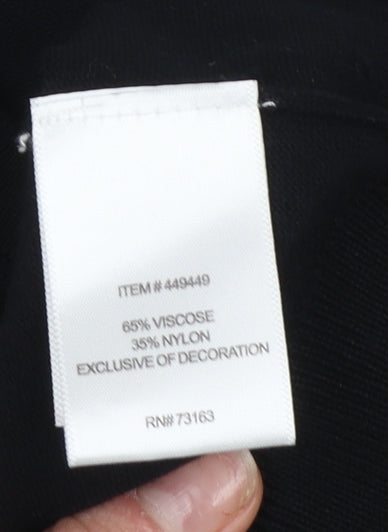 ITEM # 449449
65% VISCOSE
35% NYLON
EXCLUSIVE OF DECORATION
RN# 73163